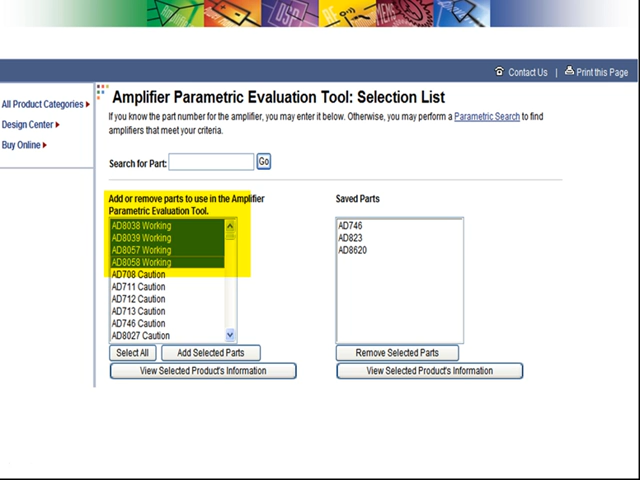 Contact Us | Print this Page
All Product Categories
Design Center
Buy Online
Amplifier Parametric Evaluation Tool: Selection List
If you know the part number for the amplifier, you may enter it below. Otherwise, you may perform a Parametric Search to find
amplifiers that meet your criteria.
Search for Part: Go
Add or remove parts to use in the Amplifier
Parametric Evaluation Tool.
AD8038 Working
AD8039 Working
AD8057 Working
AD8058 Working
AD708 Caution
AD711 Caution
AD712 Caution
AD713 Caution
AD746 Caution
AD8027 Caution
Select All Add Selected Parts
View Selected Product's Information
Saved Parts
AD746
AD823
AD8620
Remove Selected Parts
View Selected Product's Information